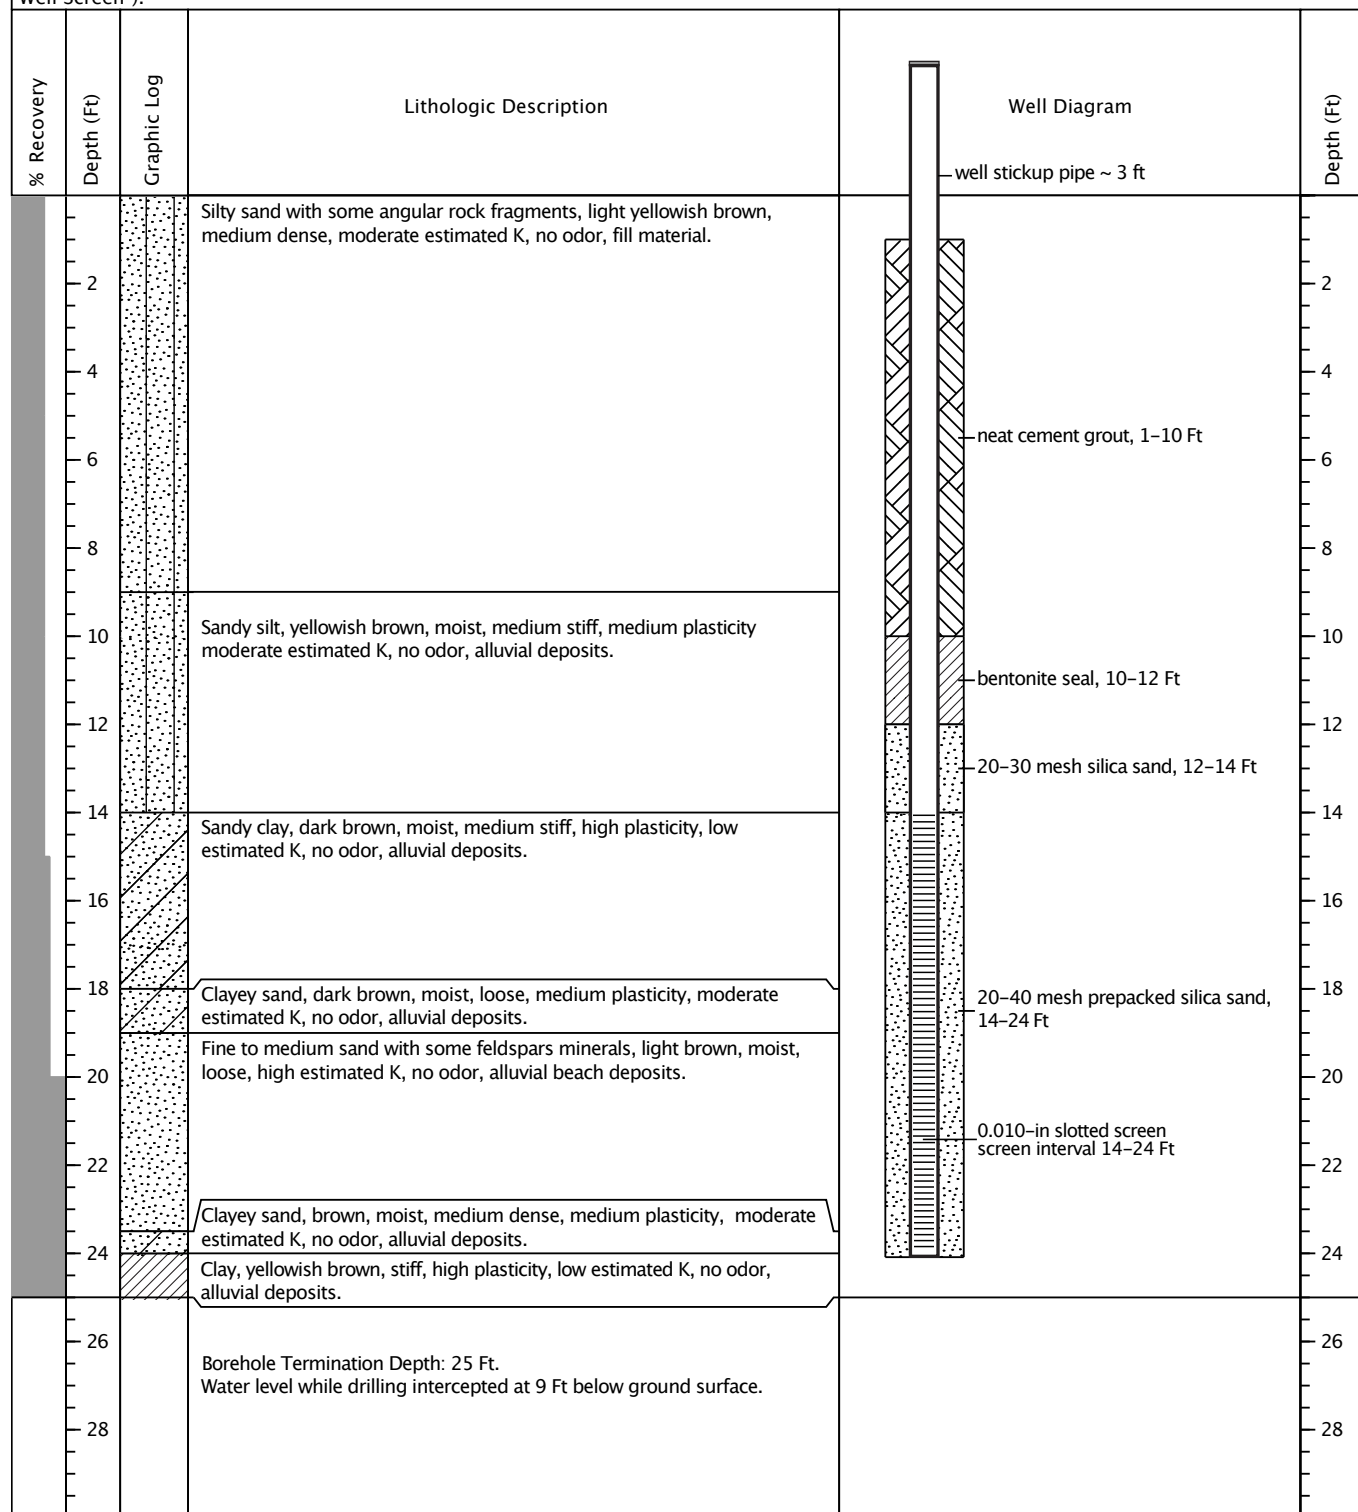 Well Screen").
% Recovery
Depth (Ft)
Graphic Log
Lithologic Description
Well Diagram
Depth (Ft)
well stickup pipe ~ 3 ft
Silty sand with some angular rock fragments, light yellowish brown,
medium dense, moderate estimated K, no odor, fill material.
2
2
4
4
neat cement grout, 1-10 Ft
6
6
8
8
Sandy silt, yellowish brown, moist, medium stiff, medium plasticity
moderate estimated K, no odor, alluvial deposits.
10
10
bentonite seal, 10-12 Ft
12
12
20-30 mesh silica sand, 12-14 Ft
14
14
Sandy clay, dark brown, moist, medium stiff, high plasticity, low
estimated K, no odor, alluvial deposits.
16
16
18
18
Clayey sand, dark brown, moist, loose, medium plasticity, moderate
estimated K, no odor, alluvial deposits.
20-40 mesh prepacked silica sand,
14-24 Ft
Fine to medium sand with some feldspars minerals, light brown, moist,
loose, high estimated K, no odor, alluvial beach deposits.
20
20
0.010-in slotted screen
screen interval 14-24 Ft
22
22
Clayey sand, brown, moist, medium dense, medium plasticity, moderate
estimated K, no odor, alluvial deposits.
24
24
Clay, yellowish brown, stiff, high plasticity, low estimated K, no odor,
alluvial deposits.
26
26
Borehole Termination Depth: 25 Ft.
Water level while drilling intercepted at 9 Ft below ground surface.
28
28